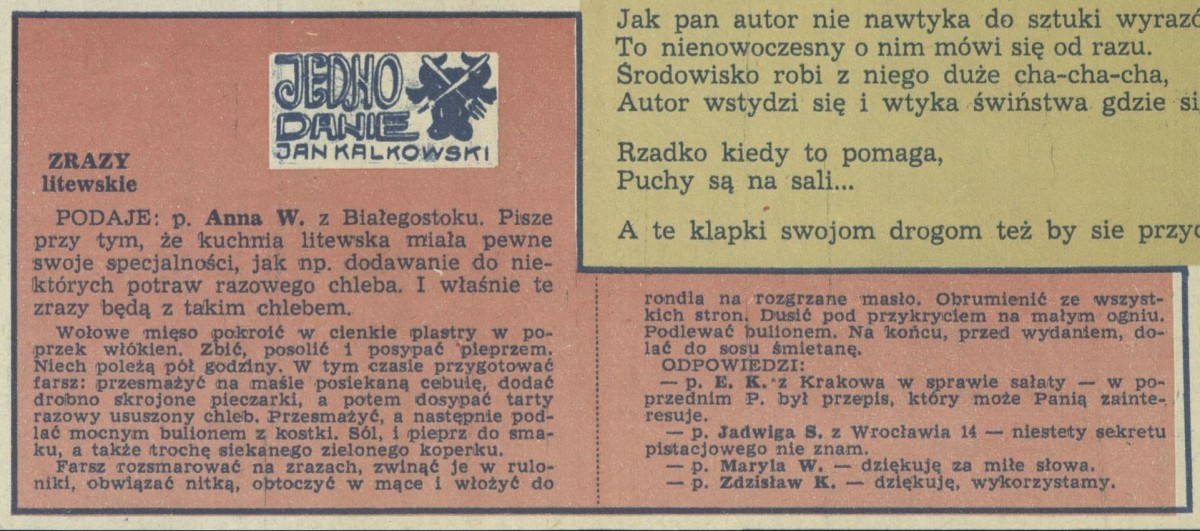 JEDNO
DANIE
JAN KALKOWSKI
ZRAZY
litewskie
PODAJE: p. Anna W. z Białegostoku. Pisze
przy tym, że kuchnia litewska miała pewne
swoje specjalności, jak np. dodawanie do nie-
których potraw razowego chleba. I właśnie te
zrazy będą z takim chlebem.
Wołowe mięso pokroić w cienkie plastry w po-
przek włókien. Zbić, posolić i posypać pieprzem.
Niech poleżą pół godziny. W tym czasie przygotować
farsz: przesmażyć na maśle posiekaną cebulę, dodać
drobno skrojone pieczarki, a potem dosypać tarty
razowy ususzony chleb. Przesmażyć, a następnie pod-
lać mocnym bulionem z kostki. Sól, i pieprz do sma-
ku, a także trochę siekanego zielonego koperku.
Farsz rozsmarować na zrazach, zwinąć je w rulo-
niki, obwiązać nitką, obtoczyć w mące i włożyć do
rondla na rozgrzane masło. Obrumienić ze wszyst-
kich stron. Dusić pod przykryciem na małym ogniu.
Podlewać bulionem. Na końcu, przed wydaniem, do-
lać do sosu śmietanę.
ODPOWIEDZI:
— p. E. K. z Krakowa w sprawie sałaty — w po-
przednim P. był przepis, który może Panią zainte-
resuje.
— p. Jadwiga S. z Wrocławia 14 — niestety sekretu
pistacjowego nie znam.
— p. Maryla W. — dziękuję za miłe słowa.
— p. Zdzisław K. — dziękuję, wykorzystamy.
Jak pan autor nie nawtyka do sztuki wyrazó
To nienowoczesny o nim mówi się od razu.
Środowisko robi z niego duże cha-cha-cha,
Autor wstydzi się i wtyka świństwa gdzie si
Rzadko kiedy to pomaga,
Puchy są na sali...
A te klapki swojom drogom też by sie przyd